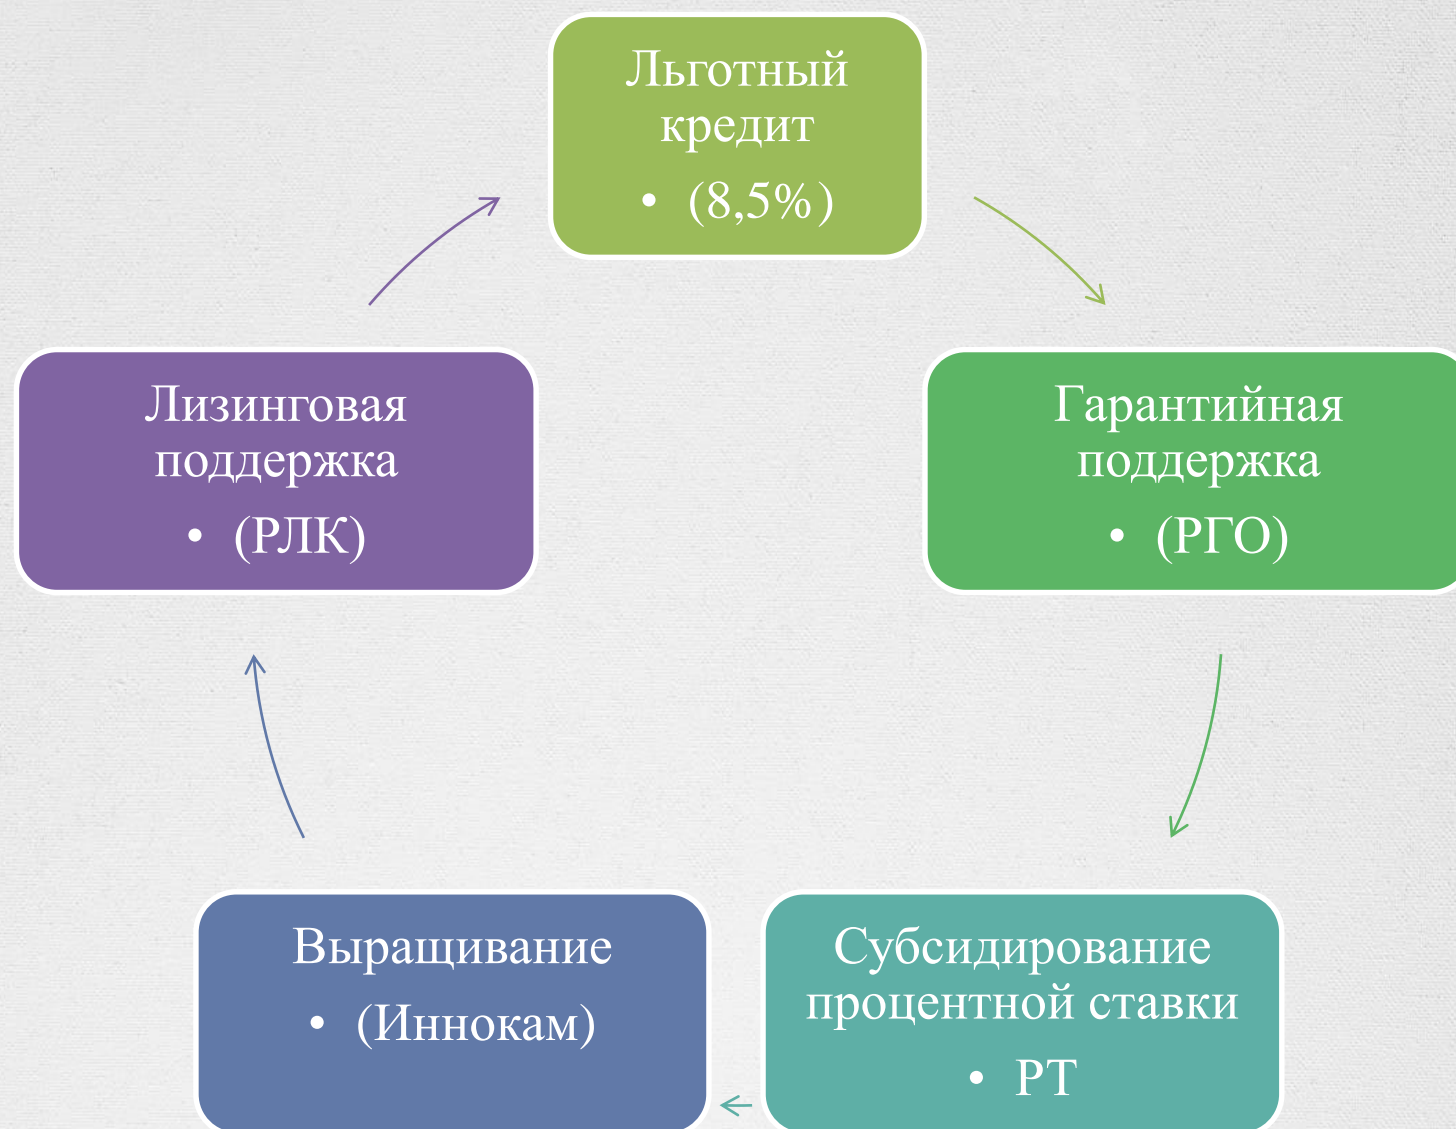 Льготный
кредит
• (8,5%)
Лизинговая
поддержка
• (РЛК)
Гарантийная
поддержка
• (РГО)
Выращивание
• (Иннокам)
Субсидирование
процентной ставки
• РТ